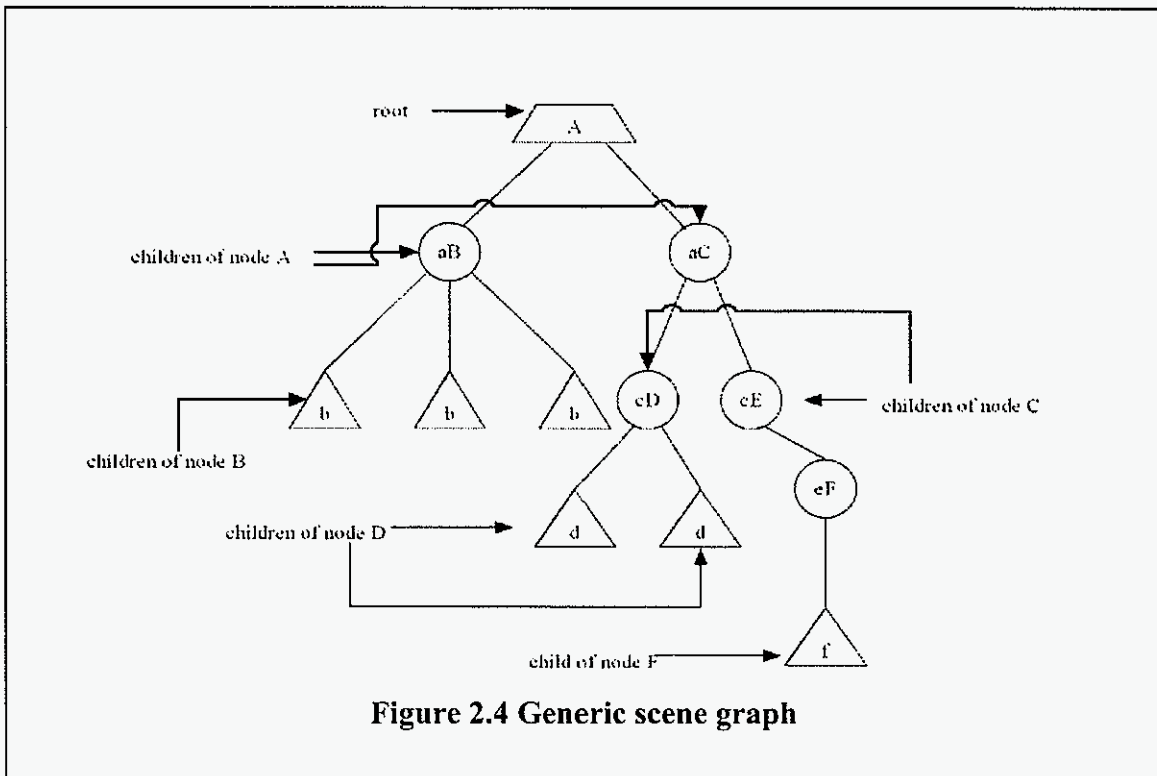 root
A
children of node A
aB
aC
b
b
b
cD
cE
children of node C
children of node B
eF
children of node D
d
d
child of node F
f
Figure 2.4 Generic scene graph